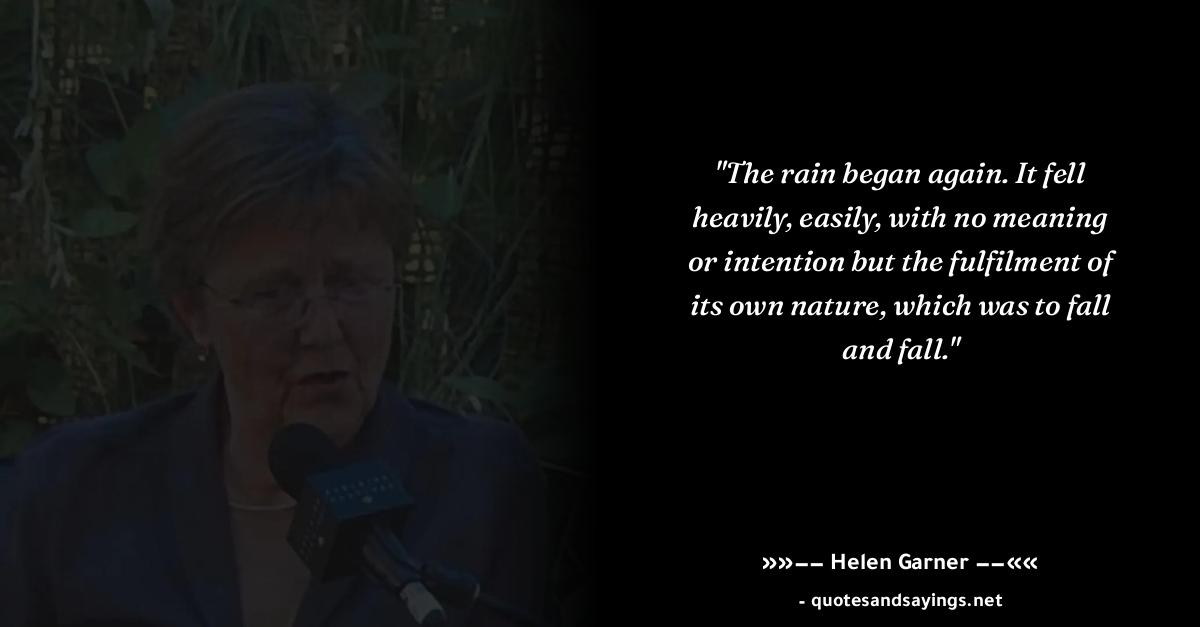 "The rain began again. It fell
heavily, easily, with no meaning
or intention but the fulfilment of
its own nature, which was to fall
and fall."
»»−− Helen Garner −−««
- quotesandsayings.net